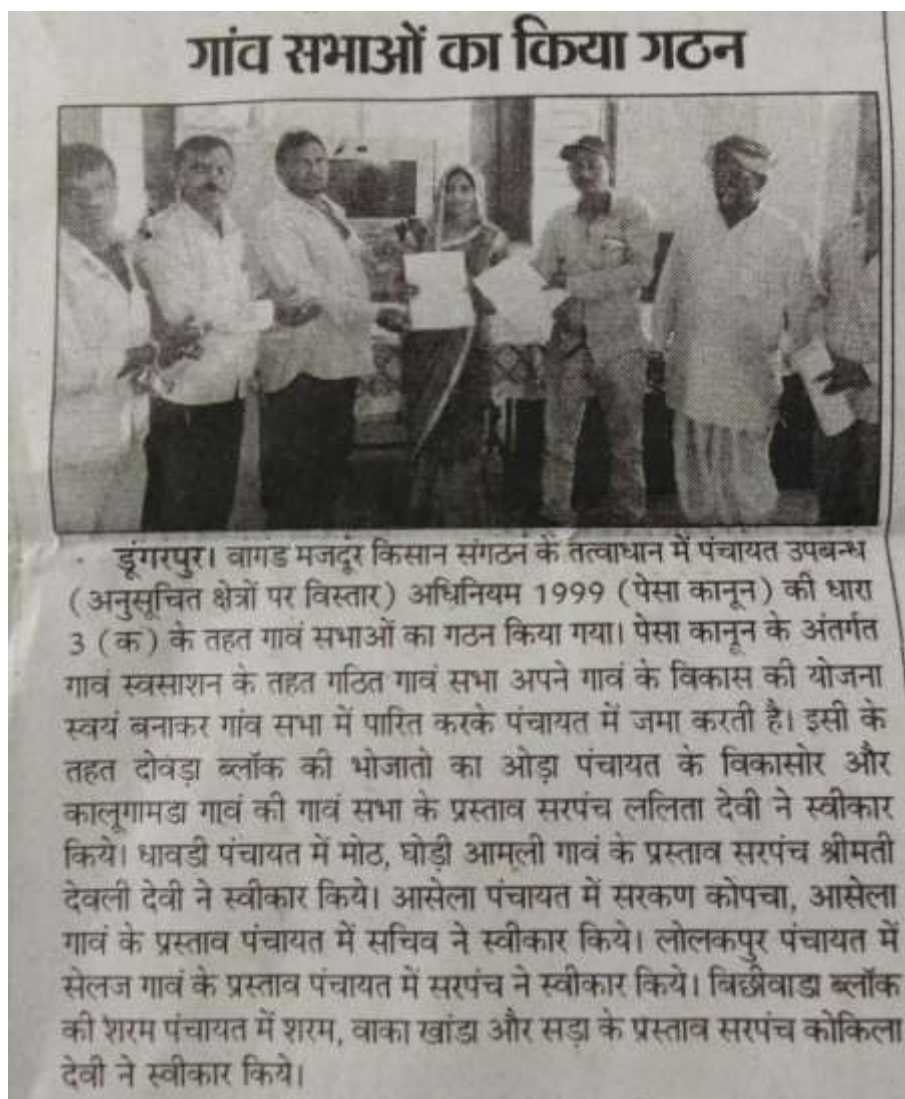 गांव सभाओं का किया गठन
डूंगरपुर। वागड मजदूर किसान संगठन के तत्वाधान में पंचायत उपबन्ध
(अनुसूचित क्षेत्रों पर विस्तार) अधिनियम 1999 (पेसा कानून) की धारा
3 (क) के तहत गावं सभाओं का गठन किया गया। पेसा कानून के अंतर्गत
गावं स्वसाशन के तहत गठित गावं सभा अपने गावं के विकास की योजना
स्वयं बनाकर गांव सभा में पारित करके पंचायत में जमा करती है। इसी के
तहत दोवड़ा ब्लॉक की भोजातो का ओड़ा पंचायत के विकासोर और
कालूगामडा गावं की गावं सभा के प्रस्ताव सरपंच ललिता देवी ने स्वीकार
किये। धावडी पंचायत में मोठ, घोड़ी आमली गावं के प्रस्ताव सरपंच श्रीमती
देवली देवी ने स्वीकार किये। आसेला पंचायत में सरकण कोपचा, आसेला
गावं के प्रस्ताव पंचायत में सचिव ने स्वीकार किये। लोलकपुर पंचायत में
सेलज गावं के प्रस्ताव पंचायत में सरपंच ने स्वीकार किये। बिछीवाडा ब्लॉक
की शरम पंचायत में शरम, वाका खांडा और सड़ा के प्रस्ताव सरपंच कोकिला
देवी ने स्वीकार किये।